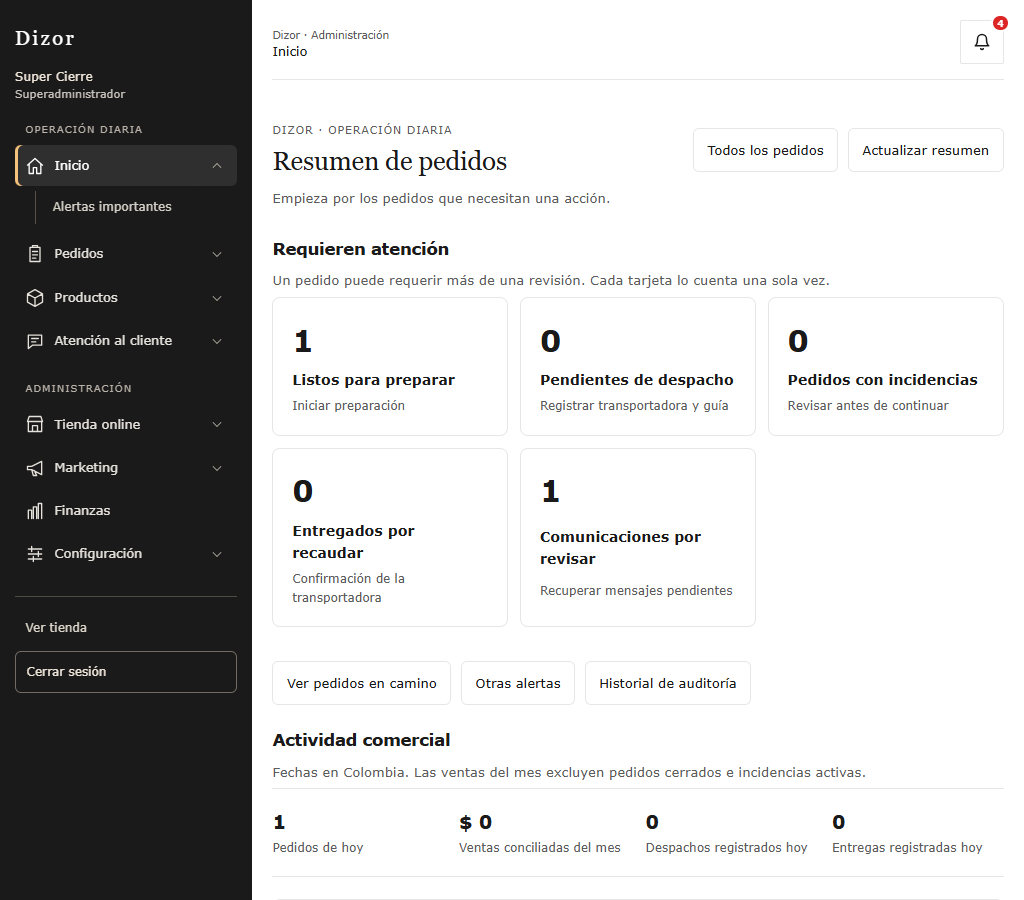 Dizor
Super Cierre
Superadministrador
OPERACIÓN DIARIA
Inicio
Alertas importantes
Pedidos
Productos
Atención al cliente
ADMINISTRACIÓN
Tienda online
Marketing
Finanzas
Configuración
Ver tienda
Cerrar sesión
Dizor · Administración
Inicio
4
DIZOR · OPERACIÓN DIARIA
Resumen de pedidos
Empieza por los pedidos que necesitan una acción.
Todos los pedidos
Actualizar resumen
Requieren atención
Un pedido puede requerir más de una revisión. Cada tarjeta lo cuenta una sola vez.
1
Listos para preparar
Iniciar preparación
0
Pendientes de despacho
Registrar transportadora y guía
0
Pedidos con incidencias
Revisar antes de continuar
0
Entregados por
recaudar
Confirmación de la
transportadora
1
Comunicaciones por
revisar
Recuperar mensajes pendientes
Ver pedidos en camino
Otras alertas
Historial de auditoría
Actividad comercial
Fechas en Colombia. Las ventas del mes excluyen pedidos cerrados e incidencias activas.
1
Pedidos de hoy
$ 0
Ventas conciliadas del mes
0
Despachos registrados hoy
0
Entregas registradas hoy